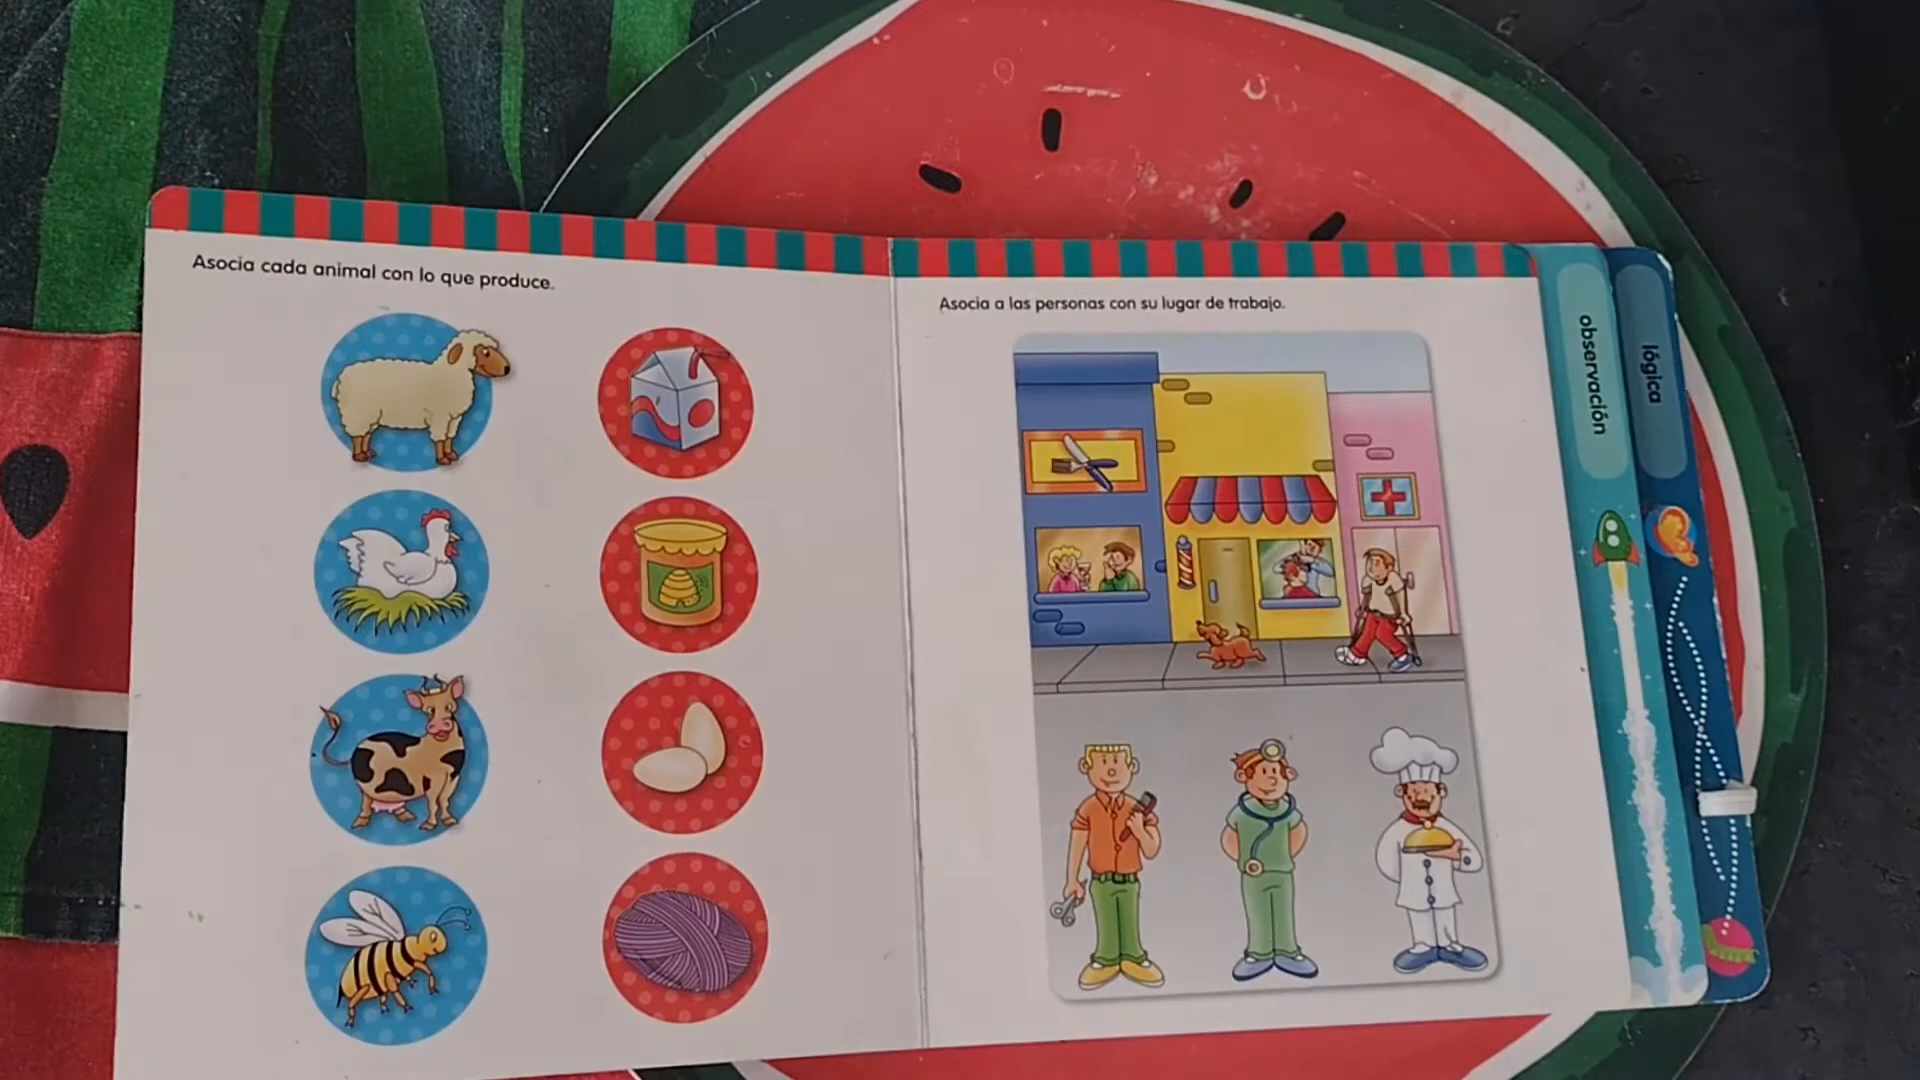 Asocia cada animal con lo que produce.
Asocia a las personas con su lugar de trabajo.
observación
lógica